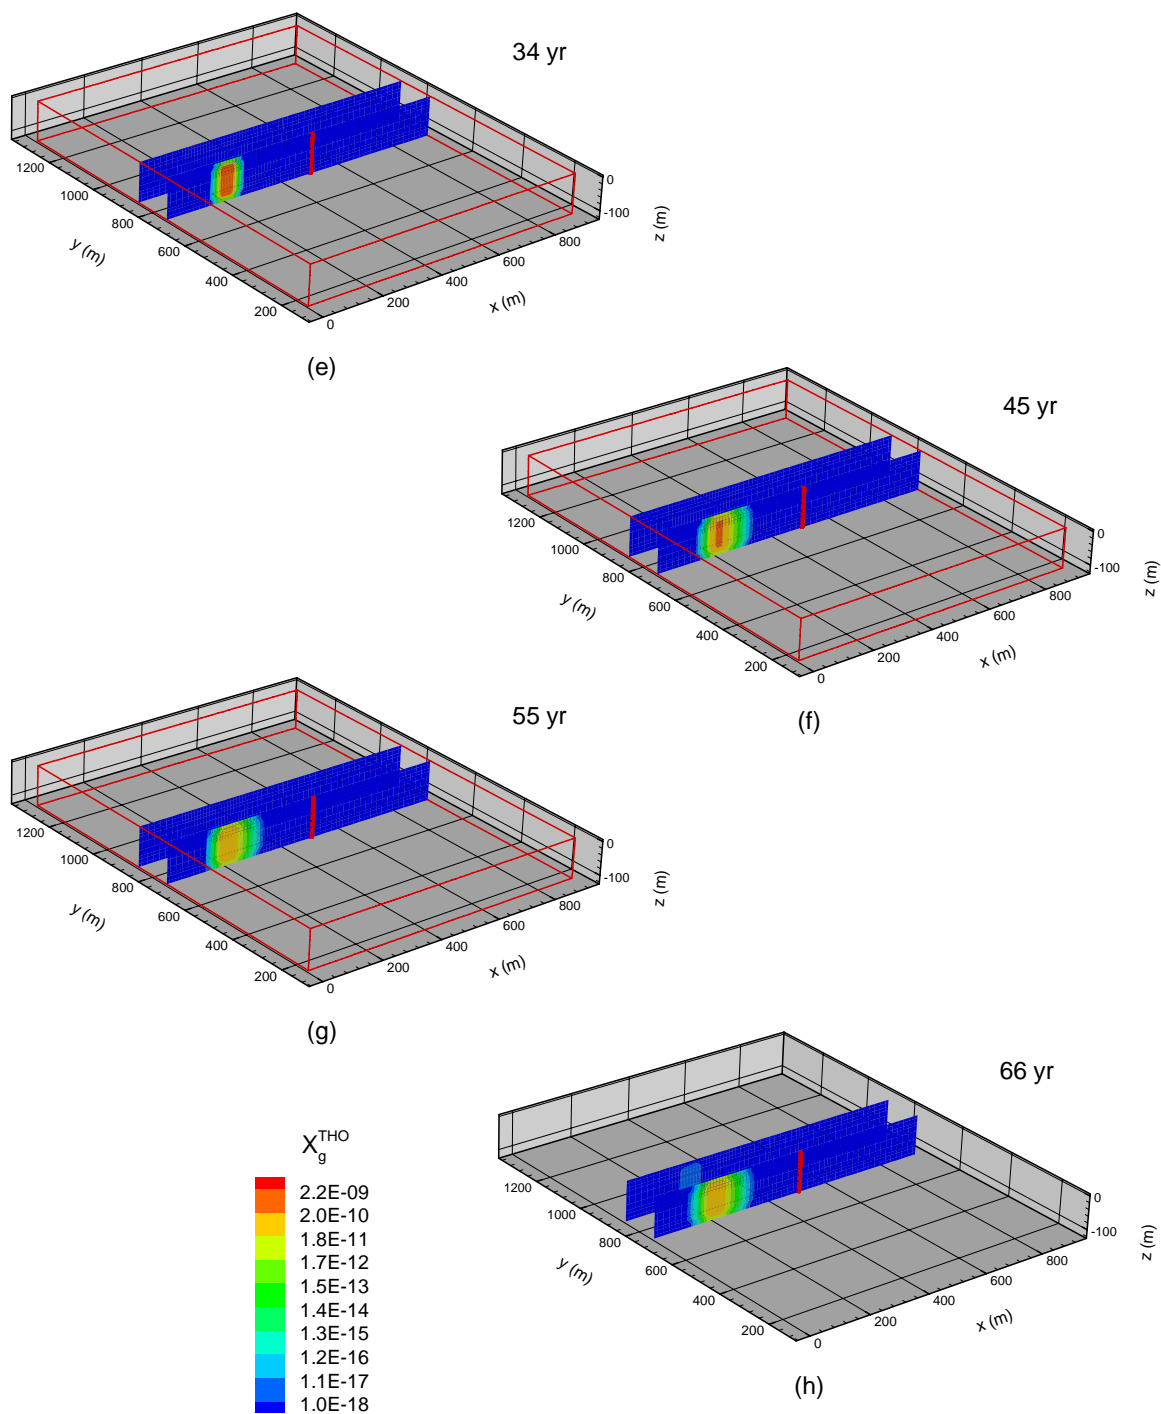 34 yr
0
-100
z (m)
1200
1000
800
600
400
200
y (m)
0
200
400
600
800
x (m)
(e)
45 yr
0
-100
z (m)
1200
1000
800
600
400
200
y (m)
0
200
400
600
800
x (m)
(f)
55 yr
0
-100
z (m)
1200
1000
800
600
400
200
y (m)
0
200
400
600
800
x (m)
(g)
66 yr
0
-100
z (m)
1200
1000
800
600
400
200
y (m)
0
200
400
600
800
x (m)
(h)
X_g^THO
2.2E-09
2.0E-10
1.8E-11
1.7E-12
1.5E-13
1.4E-14
1.3E-15
1.2E-16
1.1E-17
1.0E-18